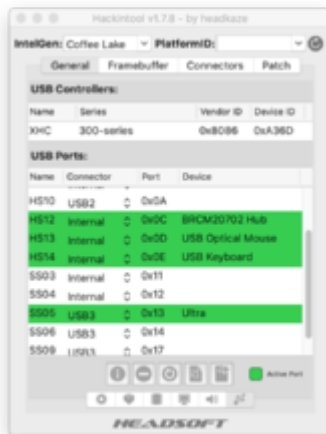 Hackintool v1.7.8 - by headkaze
IntelGen: Coffee Lake PlatformID:
General Framebuffer Connectors Patch
USB Controllers:
Name Series Vendor ID Device ID
XHC 300-series 0x8086 0xA36D
USB Ports:
Name Connector Port Device
HS10 USB2 0x0A
HS12 Internal 0x0C BRCM20702 Hub
HS13 Internal 0x0D USB Optical Mouse
HS14 Internal 0x0E USB Keyboard
SS03 Internal 0x11
SS04 Internal 0x12
SS05 USB3 0x13 Ultra
SS06 USB3 0x14
SS09 USB3 0x17
Active Port
HEADSOFT